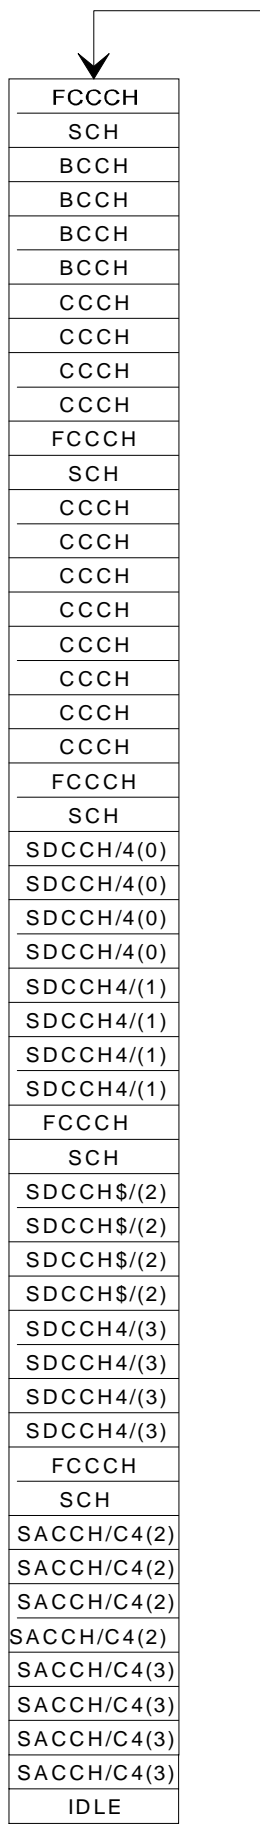 FCCCH
SCH
BCCH
BCCH
BCCH
BCCH
CCCH
CCCH
CCCH
CCCH
FCCCH
SCH
CCCH
CCCH
CCCH
CCCH
CCCH
CCCH
CCCH
CCCH
FCCCH
SCH
SDCCH/4(0)
SDCCH/4(0)
SDCCH/4(0)
SDCCH/4(0)
SDCCH4/(1)
SDCCH4/(1)
SDCCH4/(1)
SDCCH4/(1)
FCCCH
SCH
SDCCH$/(2)
SDCCH$/(2)
SDCCH$/(2)
SDCCH$/(2)
SDCCH4/(3)
SDCCH4/(3)
SDCCH4/(3)
SDCCH4/(3)
FCCCH
SCH
SACCH/C4(2)
SACCH/C4(2)
SACCH/C4(2)
SACCH/C4(2)
SACCH/C4(3)
SACCH/C4(3)
SACCH/C4(3)
SACCH/C4(3)
IDLE